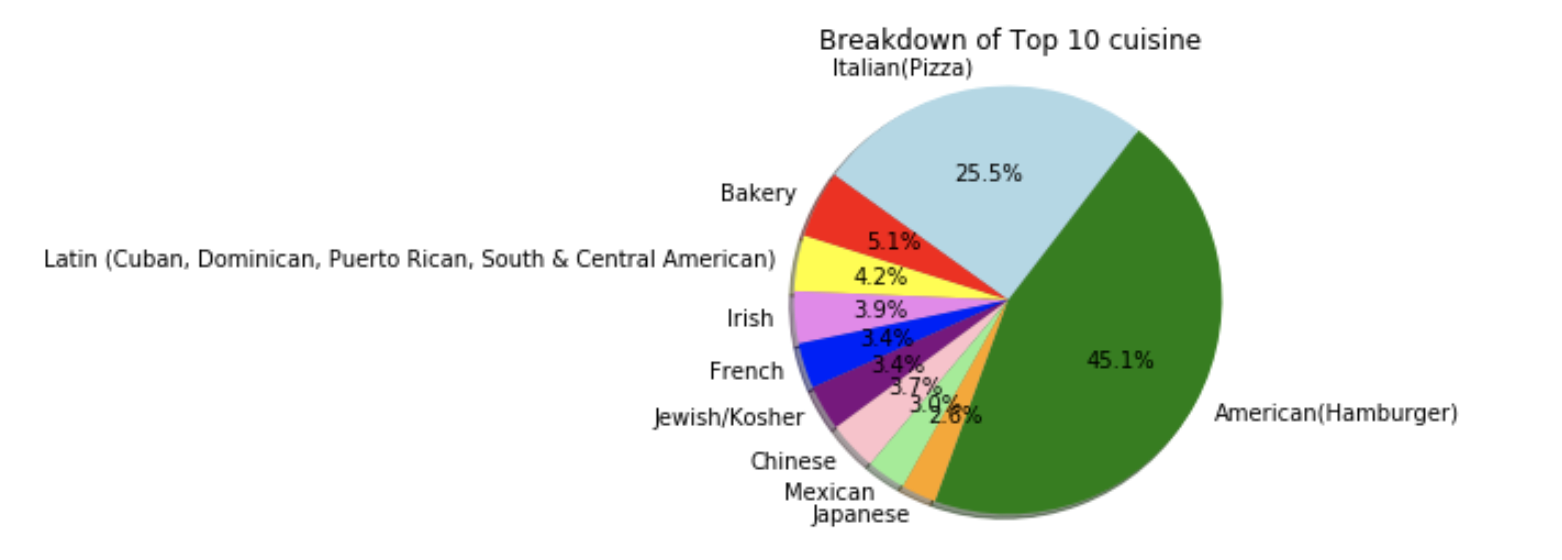 Breakdown of Top 10 cuisine
Italian(Pizza)
25.5%
Bakery
5.1%
Latin (Cuban, Dominican, Puerto Rican, South & Central American)
4.2%
Irish
3.9%
French
3.4%
Jewish/Kosher
3.4%
Chinese
3.7%
Mexican
3.0%
Japanese
45.1%
American(Hamburger)